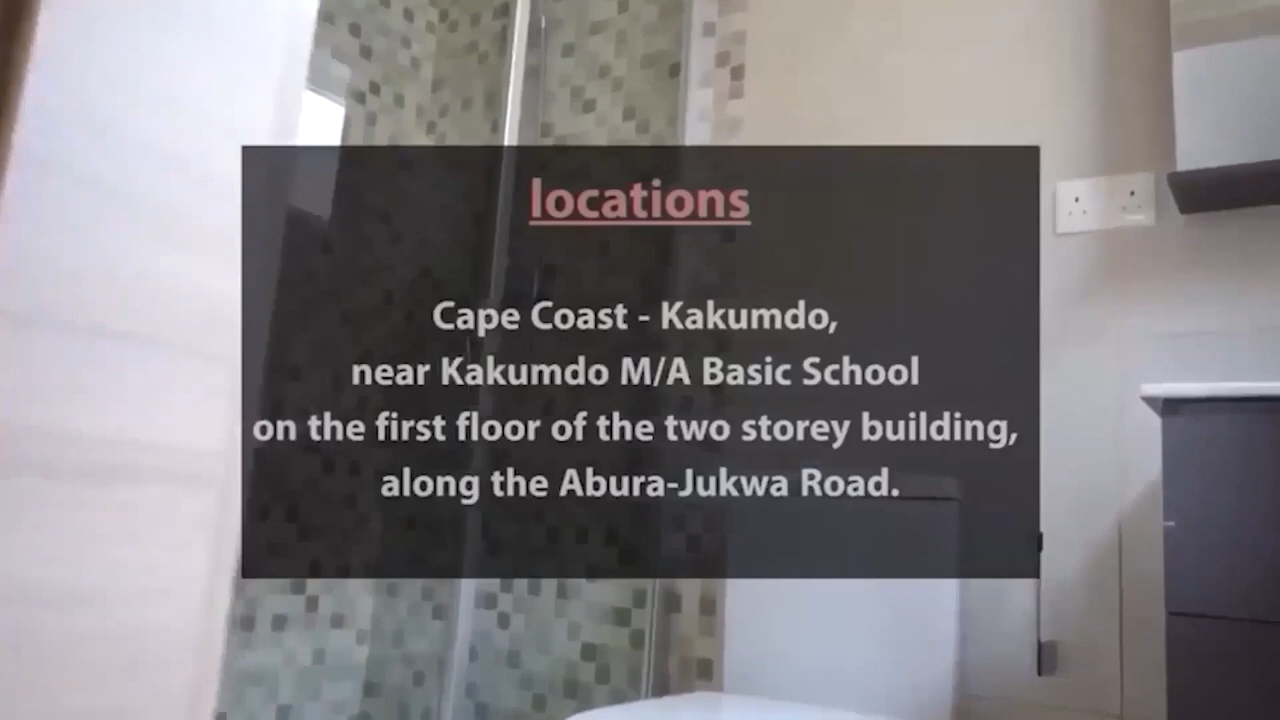 locations
Cape Coast - Kakumdo,
near Kakumdo M/A Basic School
on the first floor of the two storey building,
along the Abura-Jukwa Road.